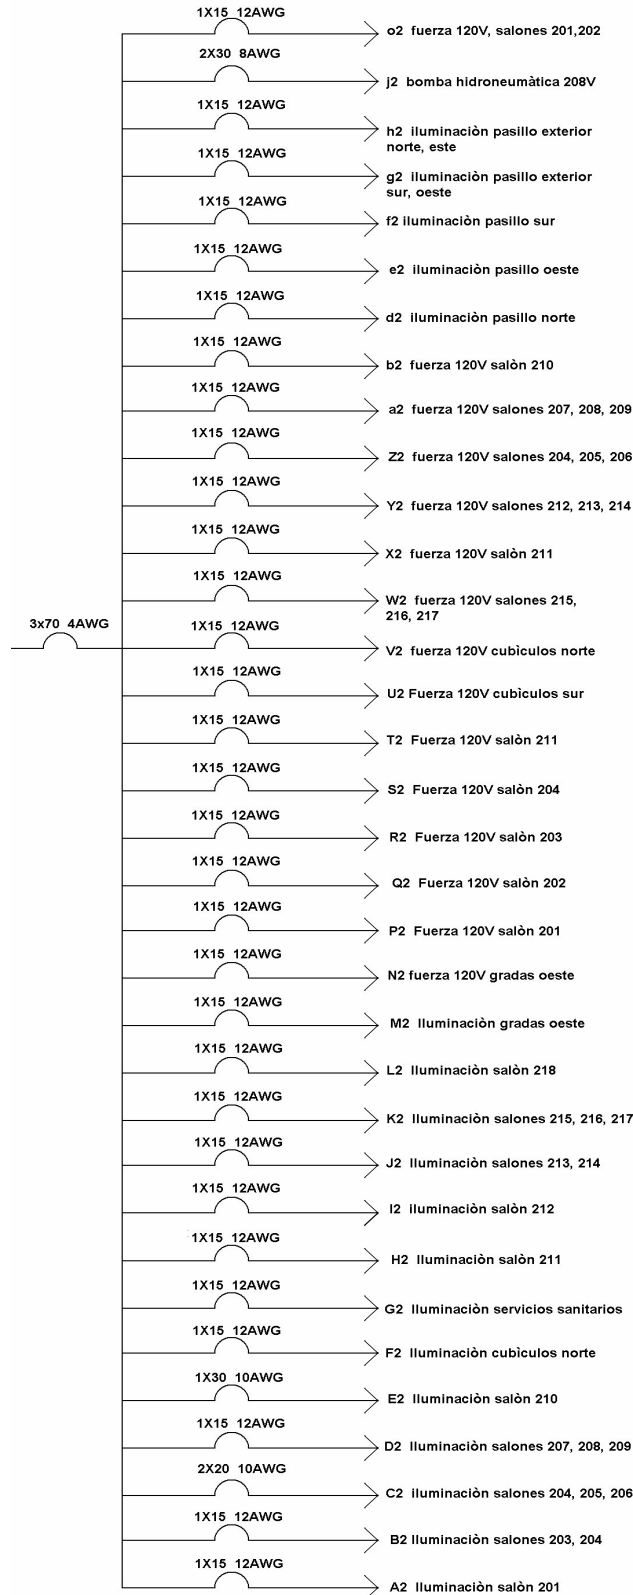 1X15 12AWG
o2 fuerza 120V, salones 201,202
2X30 8AWG
j2 bomba hidroneumàtica 208V
1X15 12AWG
h2 iluminaciòn pasillo exterior
norte, este
1X15 12AWG
g2 iluminaciòn pasillo exterior
sur, oeste
1X15 12AWG
f2 iluminaciòn pasillo sur
1X15 12AWG
e2 iluminaciòn pasillo oeste
1X15 12AWG
d2 iluminaciòn pasillo norte
1X15 12AWG
b2 fuerza 120V salòn 210
1X15 12AWG
a2 fuerza 120V salones 207, 208, 209
1X15 12AWG
Z2 fuerza 120V salones 204, 205, 206
1X15 12AWG
Y2 fuerza 120V salones 212, 213, 214
1X15 12AWG
X2 fuerza 120V salòn 211
1X15 12AWG
W2 fuerza 120V salones 215,
216, 217
3x70 4AWG
1X15 12AWG
V2 fuerza 120V cubìculos norte
1X15 12AWG
U2 Fuerza 120V cubìculos sur
1X15 12AWG
T2 Fuerza 120V salòn 211
1X15 12AWG
S2 Fuerza 120V salòn 204
1X15 12AWG
R2 Fuerza 120V salòn 203
1X15 12AWG
Q2 Fuerza 120V salòn 202
1X15 12AWG
P2 Fuerza 120V salòn 201
1X15 12AWG
N2 fuerza 120V gradas oeste
1X15 12AWG
M2 Iluminaciòn gradas oeste
1X15 12AWG
L2 Iluminaciòn salòn 218
1X15 12AWG
K2 Iluminaciòn salones 215, 216, 217
1X15 12AWG
J2 Iluminaciòn salones 213, 214
1X15 12AWG
I2 iluminaciòn salòn 212
1X15 12AWG
H2 Iluminaciòn salòn 211
1X15 12AWG
G2 Iluminaciòn servicios sanitarios
1X15 12AWG
F2 Iluminaciòn cubìculos norte
1X30 10AWG
E2 Iluminaciòn salòn 210
1X15 12AWG
D2 Iluminaciòn salones 207, 208, 209
2X20 10AWG
C2 iluminaciòn salones 204, 205, 206
1X15 12AWG
B2 Iluminaciòn salones 203, 204
1X15 12AWG
A2 Iluminaciòn salòn 201